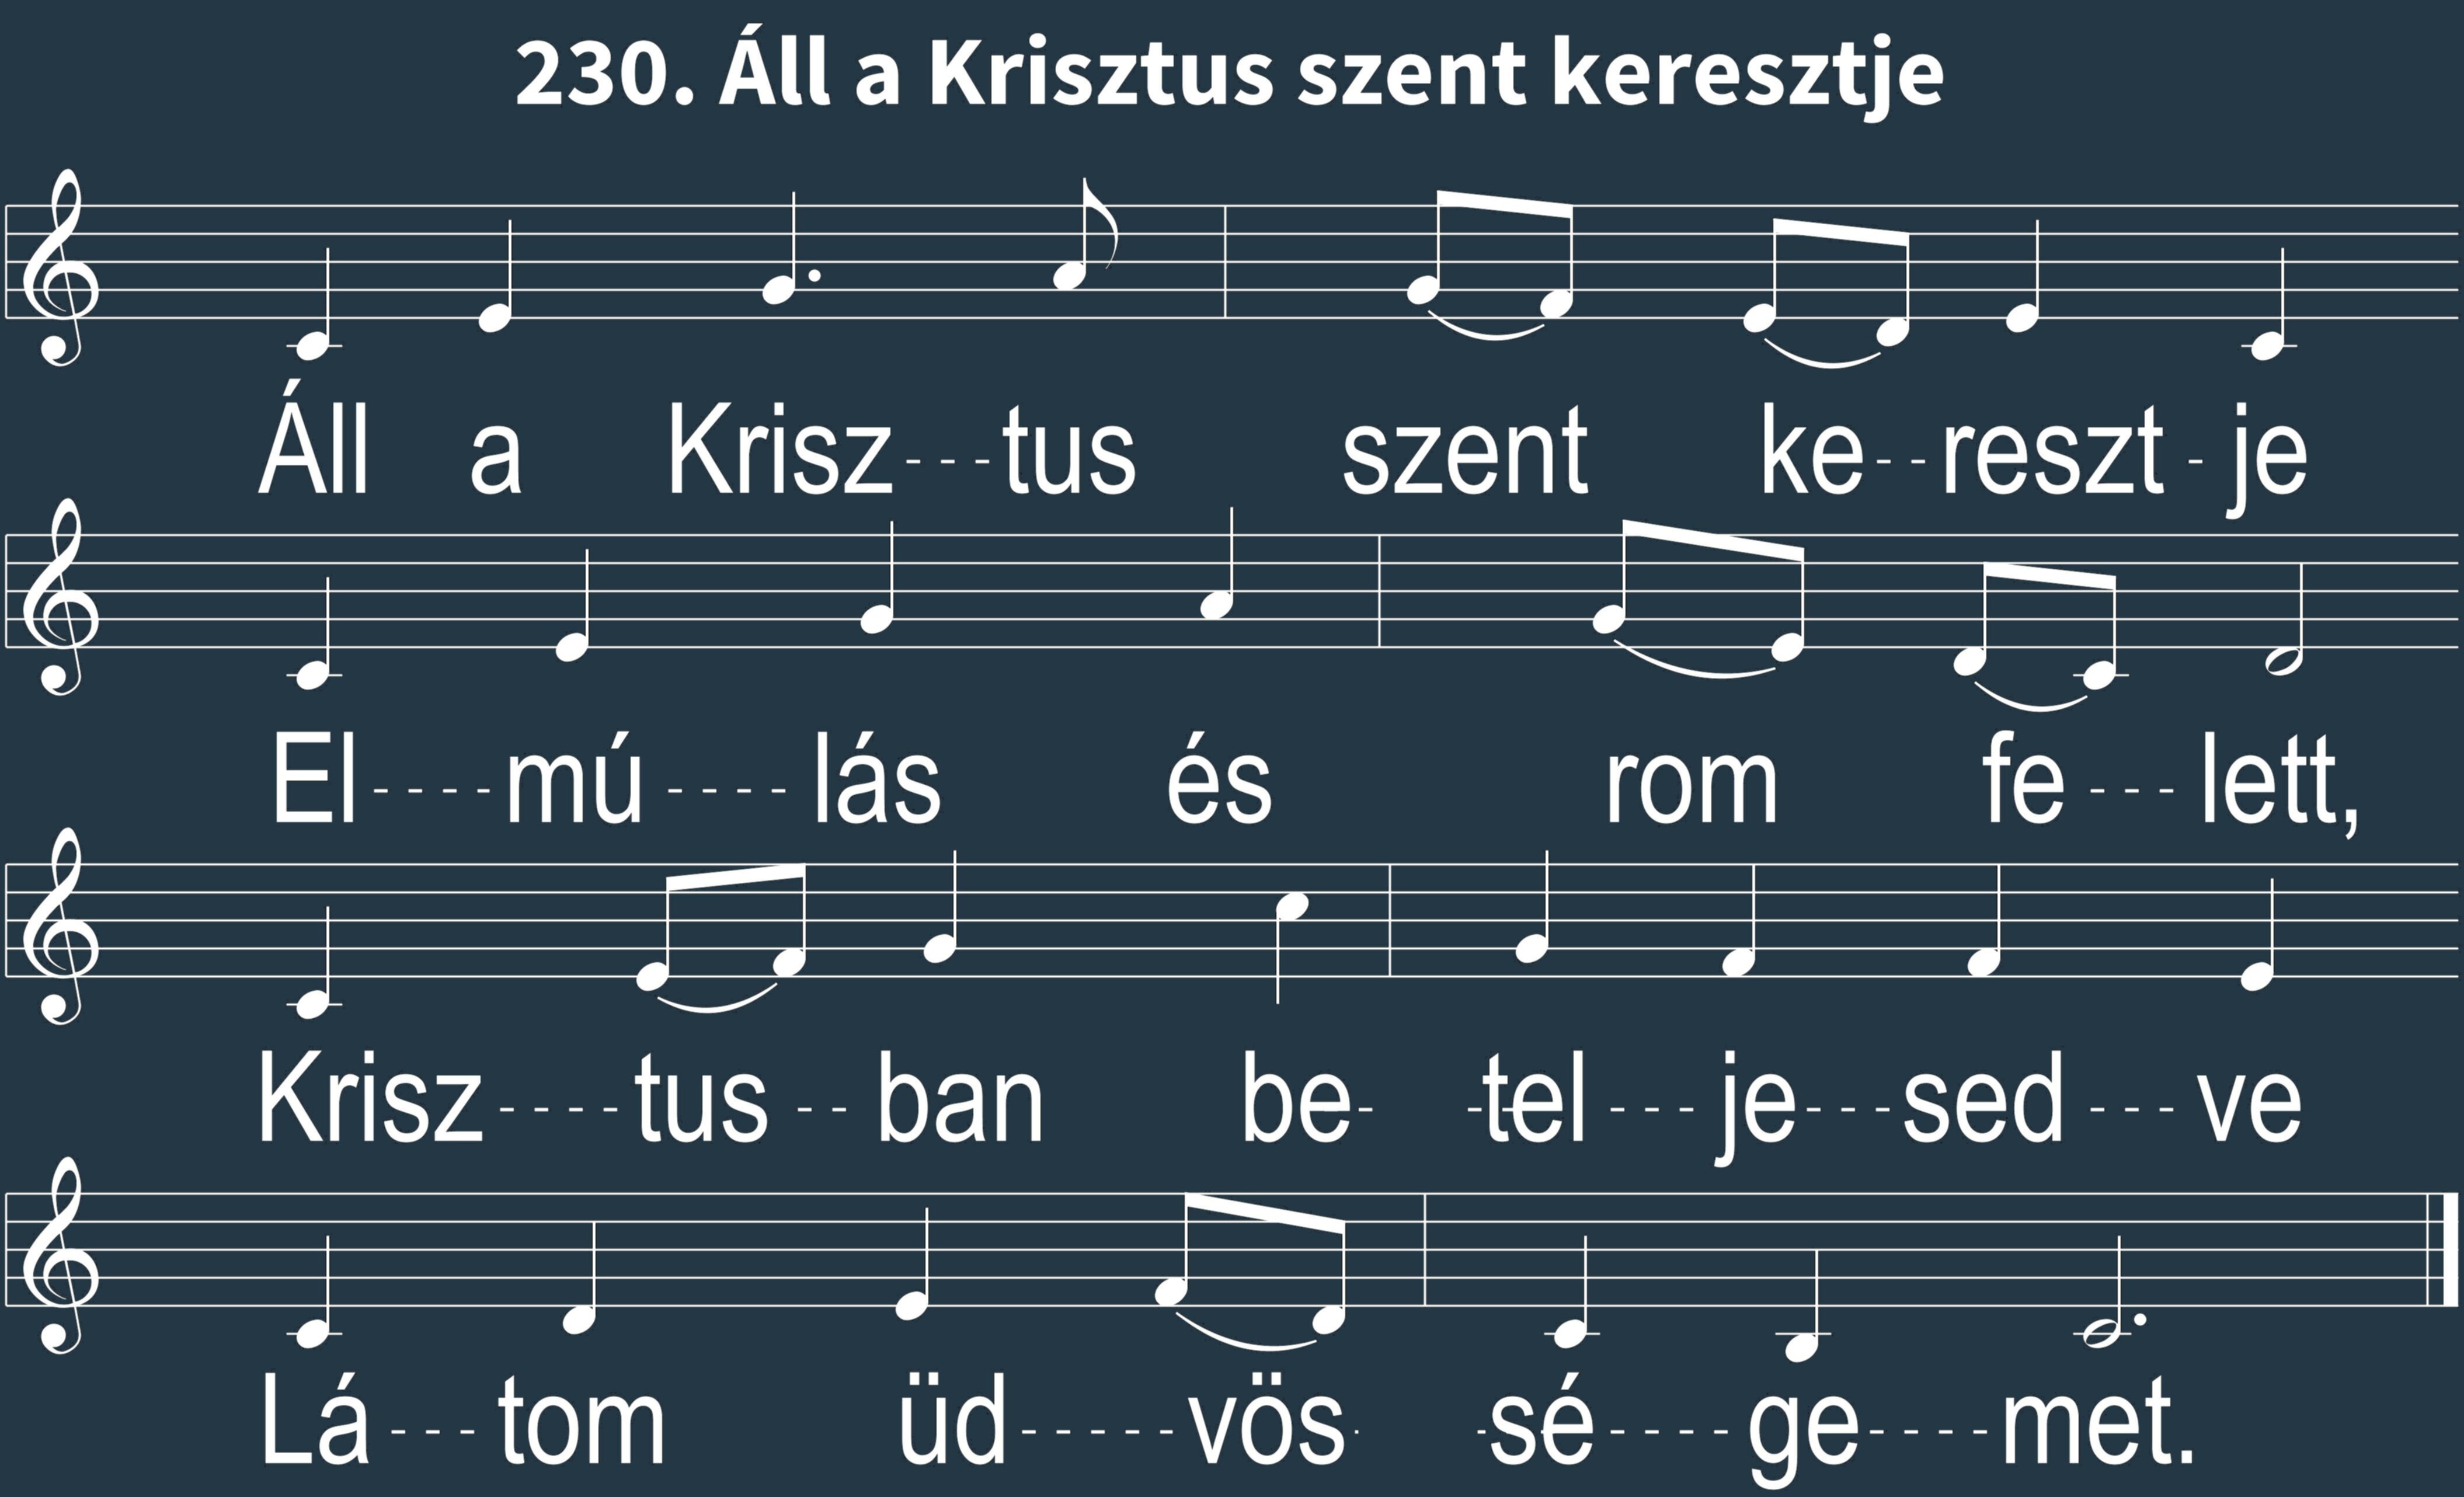 230. Áll a Krisztus szent keresztje
Áll a Krisz---tus szent ke--reszt-je
El----mú----lás és rom fe---lett,
Krisz----tus--ban be- -tel---je---sed---ve
Lá---tom üd-----vös- -sé----ge----met.